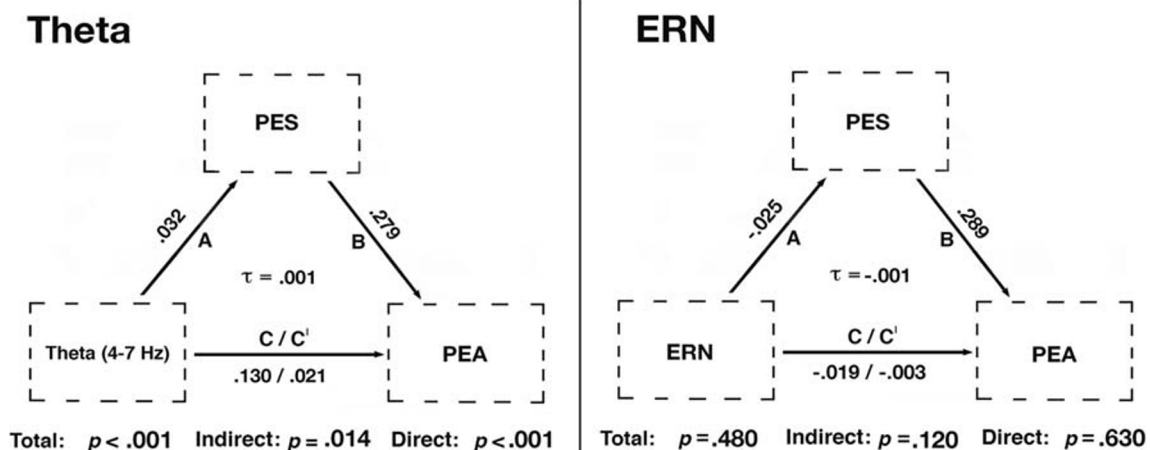 Theta
PES
.032
A
.279
B
τ = .001
Theta (4-7 Hz)
C / C'
.130 / .021
PEA
Total: p < .001 Indirect: p = .014 Direct: p < .001
ERN
PES
-.025
A
.289
B
τ = -.001
ERN
C / C'
-.019 / -.003
PEA
Total: p = .480 Indirect: p = .120 Direct: p = .630